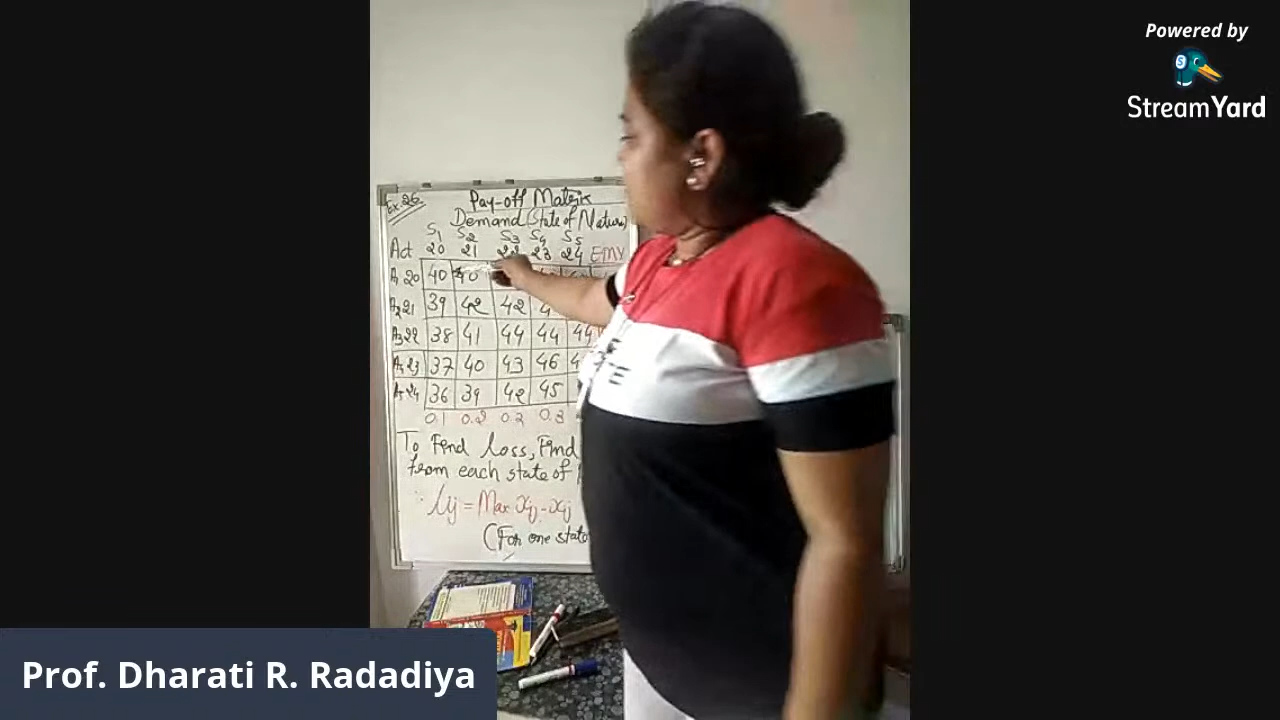 Powered by
StreamYard
Ex. 26
Pay-off Matrix
Demand (State of Nature)
S1 S2 S3 S4 S5
Act 20 21 22 23 24 EMV
A1 20 40 40
A2 21 39 42 42
A3 22 38 41 44 44 44
A4 23 37 40 43 46
A5 24 36 39 42 45
0.1 0.2 0.2 0.3
To Find loss, Find
from each state of
∵ lij = Max xij - xij
(For one state
Prof. Dharati R. Radadiya